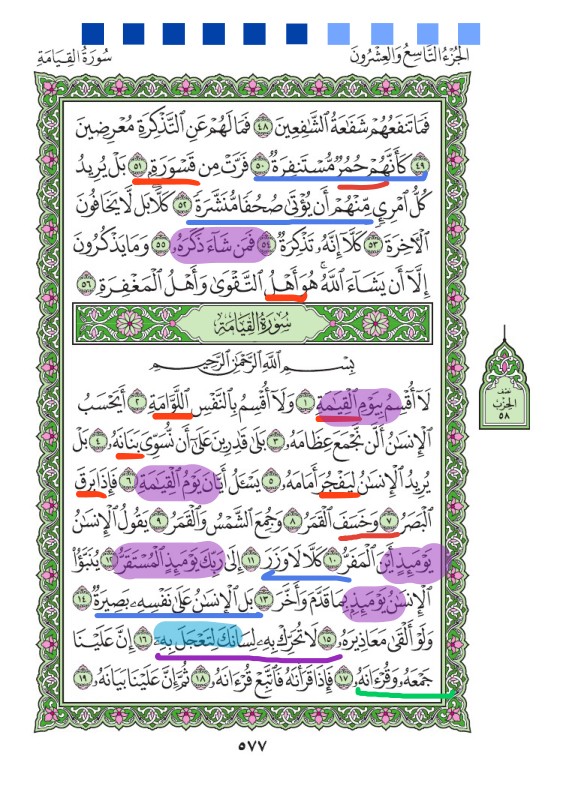 الجُزْءُ التَّاسِعُ وَالعِشْرُونَ
سُورَةُ القِيَامَةِ
فَمَا تَنفَعُهُمْ شَفَٰعَةُ ٱلشَّٰفِعِينَ ٤٨ فَمَا لَهُمْ عَنِ ٱلتَّذْكِرَةِ مُعْرِضِينَ
٤٩ كَأَنَّهُمْ حُمُرٌ مُّسْتَنفِرَةٌ ٥٠ فَرَّتْ مِن قَسْوَرَةٍ ٥١ بَلْ يُرِيدُ
كُلُّ ٱمْرِئٍ مِّنْهُمْ أَن يُؤْتَىٰ صُحُفًا مُّنَشَّرَةً ٥٢ كَلَّا بَل لَّا يَخَافُونَ
ٱلْءَاخِرَةَ ٥٣ كَلَّا إِنَّهُۥ تَذْكِرَةٌ ٥٤ فَمَن شَآءَ ذَكَرَهُۥ ٥٥ وَمَا يَذْكُرُونَ
إِلَّا أَن يَشَآءَ ٱللَّهُ هُوَ أَهْلُ ٱلتَّقْوَىٰ وَأَهْلُ ٱلْمَغْفِرَةِ ٥٦
سُورَةُ القِيَامَةِ
بِسْمِ ٱللَّهِ ٱلرَّحْمَٰنِ ٱلرَّحِيمِ
لَآ أُقْسِمُ بِيَوْمِ ٱلْقِيَٰمَةِ ١ وَلَآ أُقْسِمُ بِٱلنَّفْسِ ٱللَّوَّامَةِ ٢ أَيَحْسَبُ
ٱلْإِنسَٰنُ أَلَّن نَّجْمَعَ عِظَامَهُۥ ٣ بَلَىٰ قَٰدِرِينَ عَلَىٰٓ أَن نُّسَوِّيَ بَنَانَهُۥ ٤ بَلْ
يُرِيدُ ٱلْإِنسَٰنُ لِيَفْجُرَ أَمَامَهُۥ ٥ يَسْـَٔلُ أَيَّانَ يَوْمُ ٱلْقِيَٰمَةِ ٦ فَإِذَا بَرِقَ
ٱلْبَصَرُ ٧ وَخَسَفَ ٱلْقَمَرُ ٨ وَجُمِعَ ٱلشَّمْسُ وَٱلْقَمَرُ ٩ يَقُولُ ٱلْإِنسَٰنُ
يَوْمَئِذٍ أَيْنَ ٱلْمَفَرُّ ١٠ كَلَّا لَا وَزَرَ ١١ إِلَىٰ رَبِّكَ يَوْمَئِذٍ ٱلْمُسْتَقَرُّ ١٢ يُنَبَّؤُا۟
ٱلْإِنسَٰنُ يَوْمَئِذٍۭ بِمَا قَدَّمَ وَأَخَّرَ ١٣ بَلِ ٱلْإِنسَٰنُ عَلَىٰ نَفْسِهِۦ بَصِيرَةٌ ١٤
وَلَوْ أَلْقَىٰ مَعَاذِيرَهُۥ ١٥ لَا تُحَرِّكْ بِهِۦ لِسَانَكَ لِتَعْجَلَ بِهِۦٓ ١٦ إِنَّ عَلَيْنَا
جَمْعَهُۥ وَقُرْءَانَهُۥ ١٧ فَإِذَا قَرَأْنَٰهُ فَٱتَّبِعْ قُرْءَانَهُۥ ١٨ ثُمَّ إِنَّ عَلَيْنَا بَيَانَهُۥ ١٩
نصف
الحزب
٥٨
٥٧٧